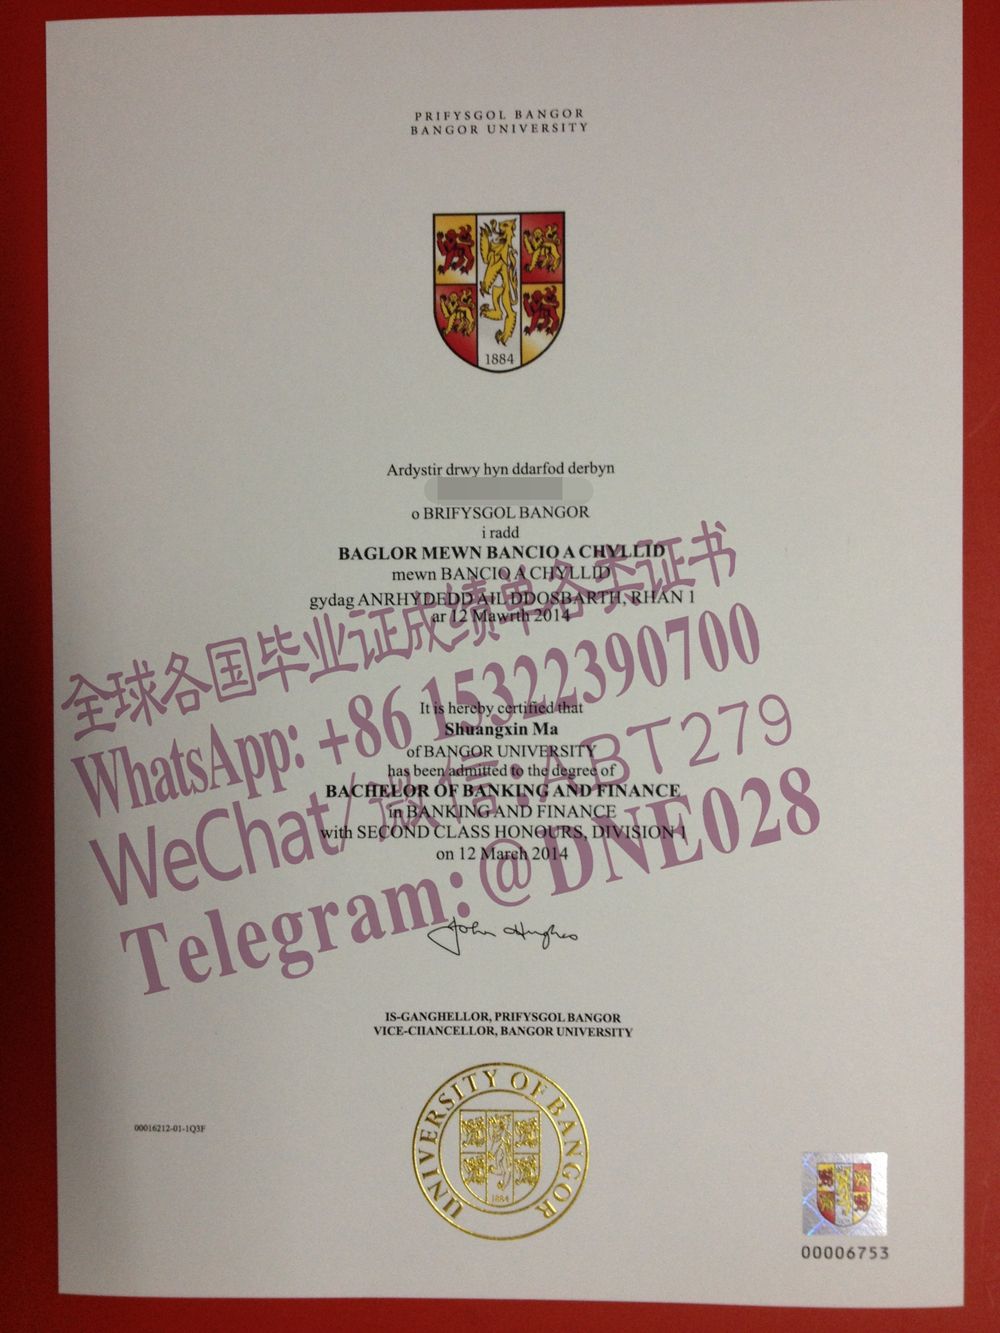 PRIFYSGOL BANGOR
BANGOR UNIVERSITY
1884
Ardystir drwy hyn ddarfod derbyn
o BRIFYSGOL BANGOR
i radd
BAGLOR MEWN BANCIO A CHYLLID
mewn BANCIO A CHYLLID
gydag ANRHYDEDD AIL DDOSBARTH, RHAN 1
ar 12 Mawrth 2014
全球各国毕业证成绩单各类证书
WhatsApp: +86 15322390700
WeChat/微信:ABT279
Telegram:@DNE028
It is hereby certified that
Shuangxin Ma
of BANGOR UNIVERSITY
has been admitted to the degree of
BACHELOR OF BANKING AND FINANCE
in BANKING AND FINANCE
with SECOND CLASS HONOURS, DIVISION 1
on 12 March 2014
John Hughes
IS-GANGHELLOR, PRIFYSGOL BANGOR
VICE-CHANCELLOR, BANGOR UNIVERSITY
UNIVERSITY OF BANGOR
1884
00016212-01-1Q3F
00006753